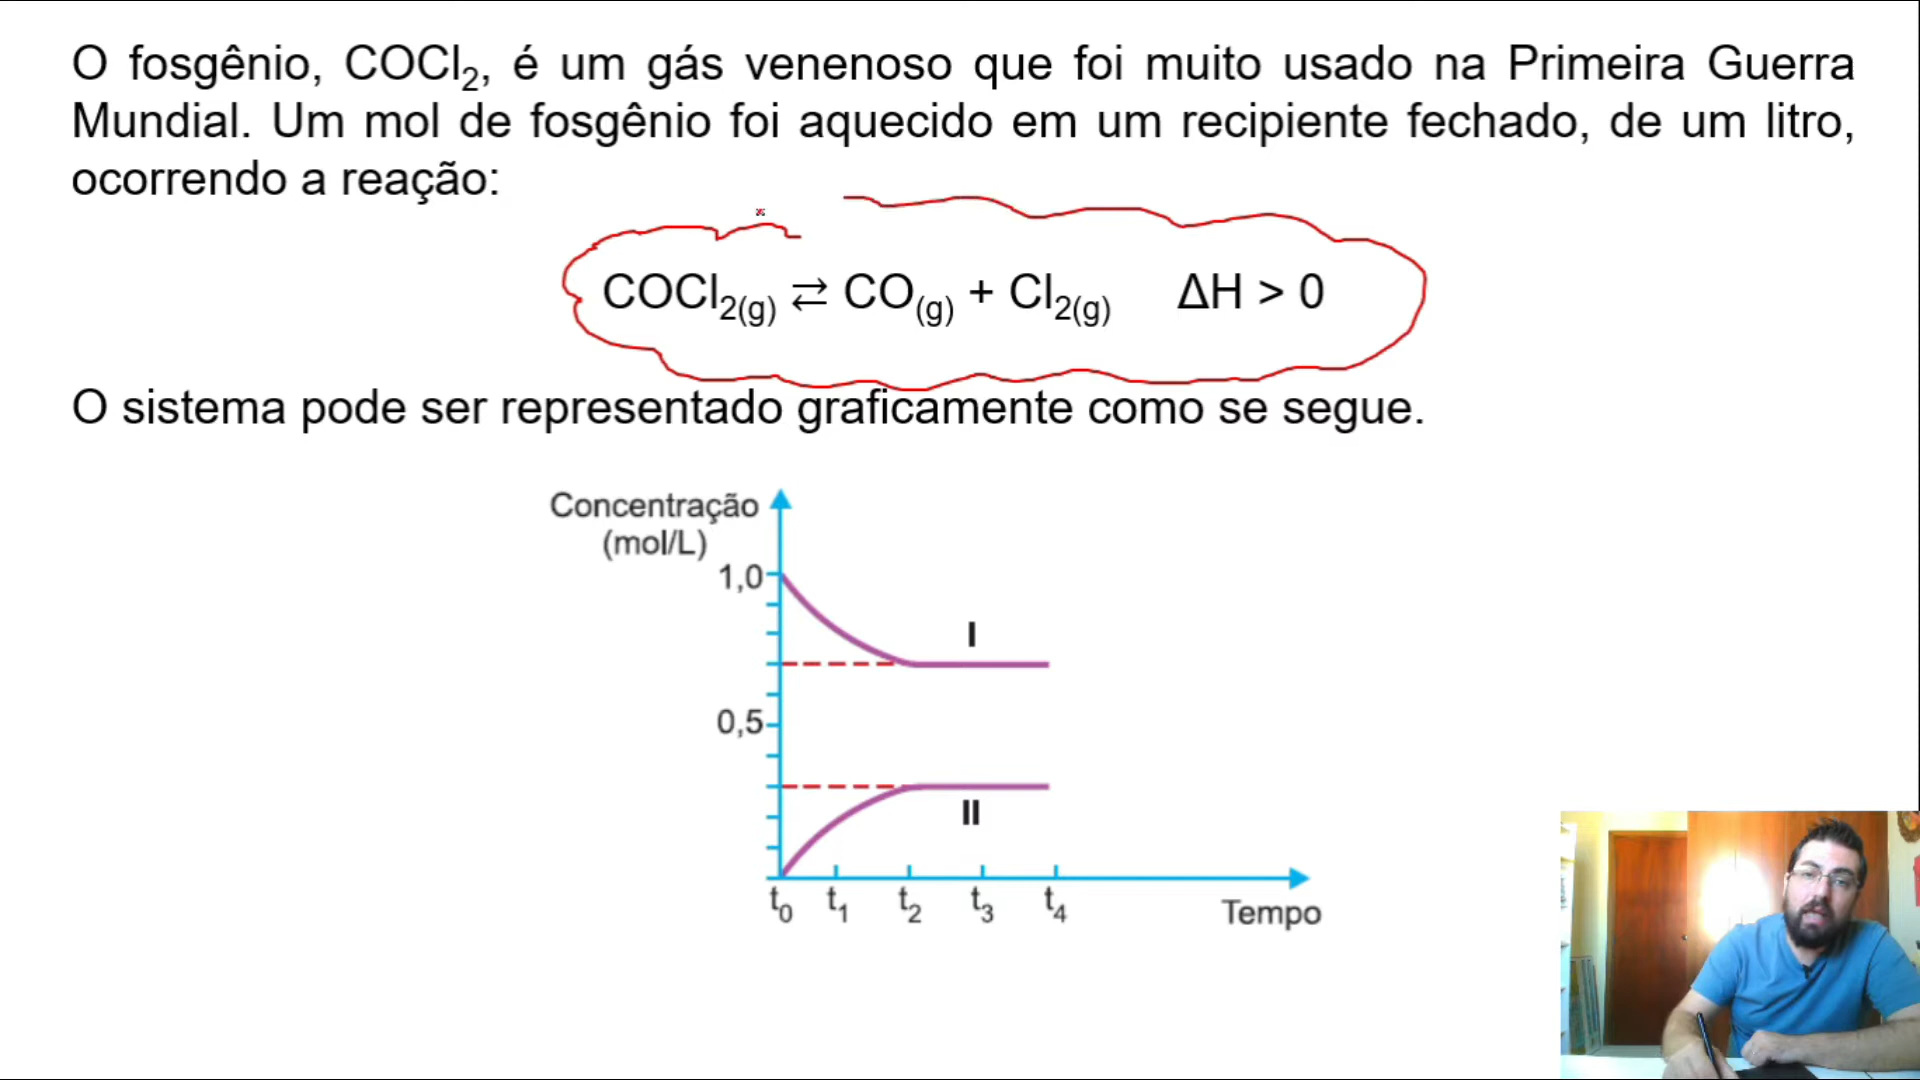 O fosgênio, COCl₂, é um gás venenoso que foi muito usado na Primeira Guerra
Mundial. Um mol de fosgênio foi aquecido em um recipiente fechado, de um litro,
ocorrendo a reação:
COCl₂(g) ⇄ CO(g) + Cl₂(g) ΔH > 0
O sistema pode ser representado graficamente como se segue.
Concentração
(mol/L)
1,0
I
0,5
II
t₀ t₁ t₂ t₃ t₄
Tempo